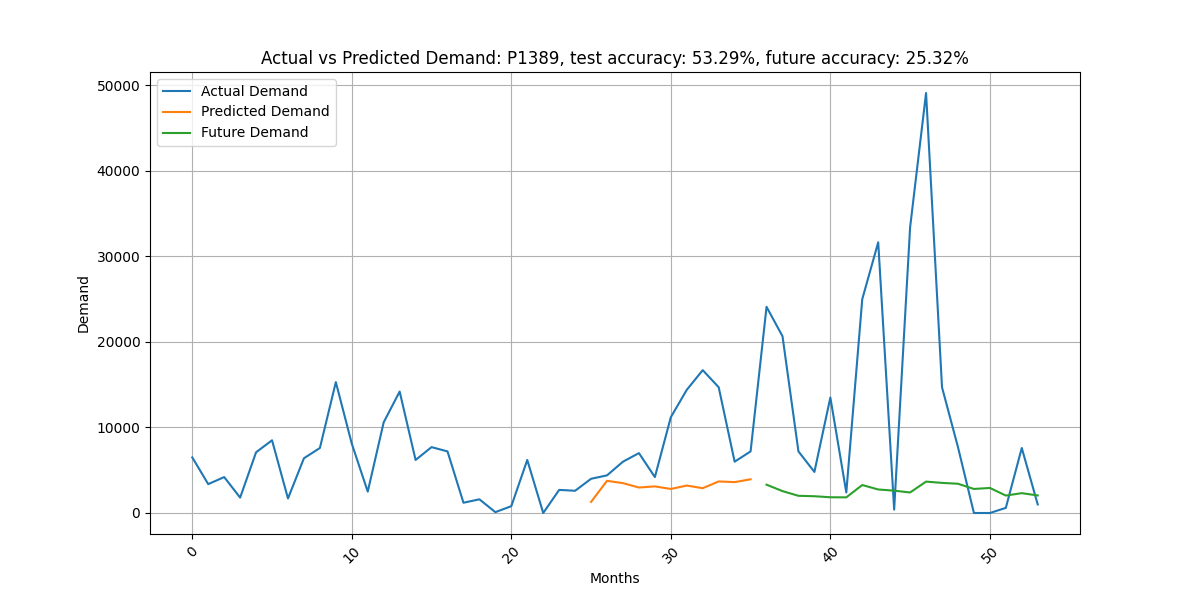 Actual vs Predicted Demand: P1389, test accuracy: 53.29%, future accuracy: 25.32%
Actual Demand
Predicted Demand
Future Demand
50000
40000
30000
20000
10000
0
Demand
0
10
20
30
40
50
Months